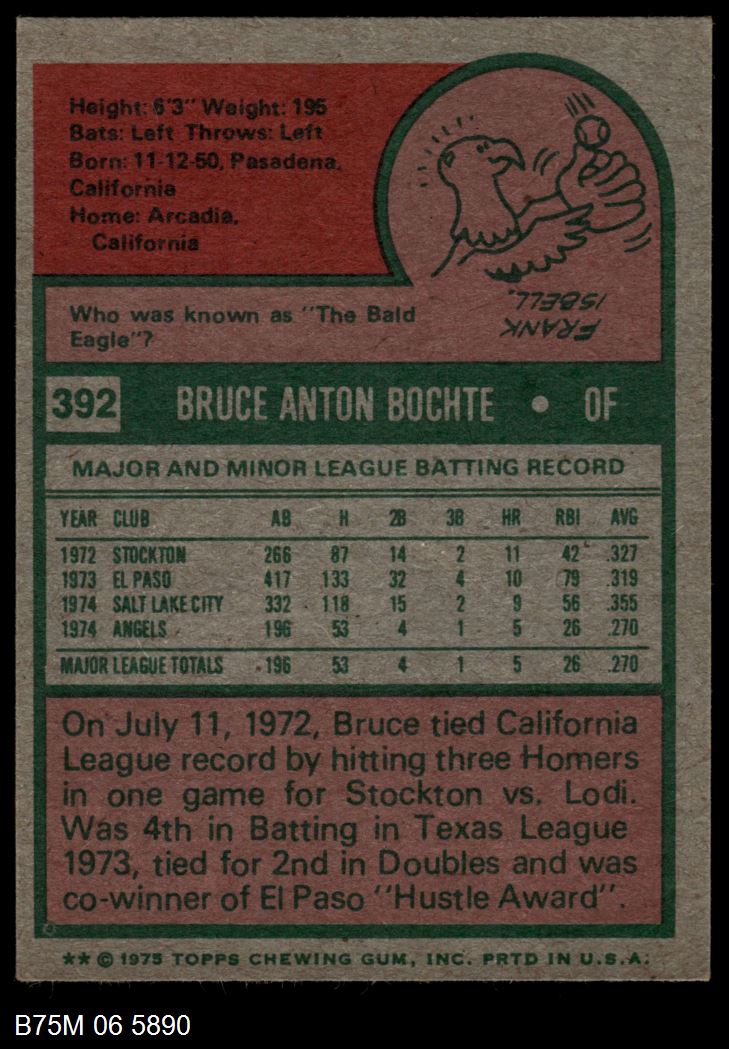 Height: 6'3" Weight: 195
Bats: Left Throws: Left
Born: 11-12-50, Pasadena,
California
Home: Arcadia,
California
Who was known as "The Bald
Eagle"?
FRANK
ISBELL.
392 BRUCE ANTON BOCHTE • OF
MAJOR AND MINOR LEAGUE BATTING RECORD
YEAR CLUB AB H 2B 3B HR RBI AVG
1972 STOCKTON 266 87 14 2 11 42 .327
1973 EL PASO 417 133 32 4 10 79 .319
1974 SALT LAKE CITY 332 118 15 2 9 56 .355
1974 ANGELS 196 53 4 1 5 26 .270
MAJOR LEAGUE TOTALS 196 53 4 1 5 26 .270
On July 11, 1972, Bruce tied California
League record by hitting three Homers
in one game for Stockton vs. Lodi.
Was 4th in Batting in Texas League
1973, tied for 2nd in Doubles and was
co-winner of El Paso "Hustle Award".
** © 1975 TOPPS CHEWING GUM, INC. PRTD IN U.S.A.
B75M 06 5890